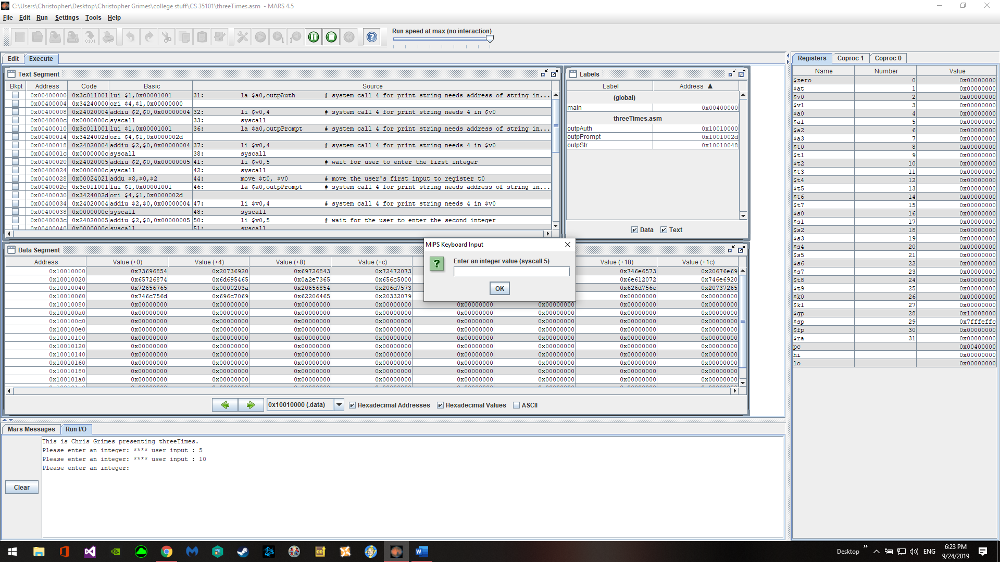 C:\Users\Christopher\Desktop\Christopher Grimes\college stuff\CS 35101\threeTimes.asm - MARS 4.5
File Edit Run Settings Tools Help
Run speed at max (no interaction)
Edit Execute
Text Segment
Bkpt Address Code Basic Source
0x00400000 0x3c011001 lui $1,0x00001001 31: la $a0,outpAuth # system call 4 for print string needs address of string in...
0x00400004 0x34240000 ori $4,$1,0x00000000
0x00400008 0x24020004 addiu $2,$0,0x00000004 32: li $v0,4 # system call 4 for print string needs 4 in $v0
0x0040000c 0x0000000c syscall 33: syscall
0x00400010 0x3c011001 lui $1,0x00001001 36: la $a0,outpPrompt # system call 4 for print string needs address of string in...
0x00400014 0x3424002d ori $4,$1,0x0000002d
0x00400018 0x24020004 addiu $2,$0,0x00000004 37: li $v0,4 # system call 4 for print string needs 4 in $v0
0x0040001c 0x0000000c syscall 38: syscall
0x00400020 0x24020005 addiu $2,$0,0x00000005 41: li $v0,5 # wait for user to enter the first integer
0x00400024 0x0000000c syscall 42: syscall
0x00400028 0x00024021 addu $8,$0,$2 44: move $t0, $v0 # move the user's first input to register t0
0x0040002c 0x3c011001 lui $1,0x00001001 46: la $a0,outpPrompt # system call 4 for print string needs address of string in...
0x00400030 0x3424002d ori $4,$1,0x0000002d
0x00400034 0x24020004 addiu $2,$0,0x00000004 47: li $v0,4 # system call 4 for print string needs 4 in $v0
0x00400038 0x0000000c syscall 48: syscall
0x0040003c 0x24020005 addiu $2,$0,0x00000005 50: li $v0,5 # wait for the user to enter the second integer
0x00400040 0x0000000c syscall 51: syscall
Labels
Label Address ▲
(global)
main 0x00400000
threeTimes.asm
outpAuth 0x10010000
outpPrompt 0x1001002d
outpStr 0x10010048
Data Text
Data Segment
Address Value (+0) Value (+4) Value (+8) Value (+c) Value (+18) Value (+1c)
0x10010000 0x73696854 0x20736920 0x69726843 0x72472073 0x746e6573 0x20676e69
0x10010020 0x65726874 0x6d695465 0x0a2e7365 0x656c5000 0x6e612072 0x746e6920
0x10010040 0x72656765 0x0000203a 0x20656854 0x206d7573 0x626d756e 0x20737265
0x10010060 0x746c756d 0x696c7069 0x62206465 0x20332079 0x00000000 0x00000000
0x10010080 0x00000000 0x00000000 0x00000000 0x00000000 0x00000000 0x00000000 0x00000000 0x00000000
0x100100a0 0x00000000 0x00000000 0x00000000 0x00000000 0x00000000 0x00000000 0x00000000 0x00000000
0x100100c0 0x00000000 0x00000000 0x00000000 0x00000000 0x00000000 0x00000000 0x00000000 0x00000000
0x100100e0 0x00000000 0x00000000 0x00000000 0x00000000 0x00000000 0x00000000 0x00000000 0x00000000
0x10010100 0x00000000 0x00000000 0x00000000 0x00000000 0x00000000 0x00000000 0x00000000 0x00000000
0x10010120 0x00000000 0x00000000 0x00000000 0x00000000 0x00000000 0x00000000 0x00000000 0x00000000
0x10010140 0x00000000 0x00000000 0x00000000 0x00000000 0x00000000 0x00000000 0x00000000 0x00000000
0x10010160 0x00000000 0x00000000 0x00000000 0x00000000 0x00000000 0x00000000 0x00000000 0x00000000
0x10010180 0x00000000 0x00000000 0x00000000 0x00000000 0x00000000 0x00000000 0x00000000 0x00000000
0x100101a0 0x00000000 0x00000000 0x00000000 0x00000000 0x00000000 0x00000000 0x00000000 0x00000000
0x10010000 (.data) Hexadecimal Addresses Hexadecimal Values ASCII
MIPS Keyboard Input
Enter an integer value (syscall 5)
OK
Mars Messages Run I/O
This is Chris Grimes presenting threeTimes.
Please enter an integer: **** user input : 5
Please enter an integer: **** user input : 10
Please enter an integer:
Clear
Registers Coproc 1 Coproc 0
Name Number Value
$zero 0 0x00000000
$at 1 0x00000000
$v0 2 0x00000000
$v1 3 0x00000000
$a0 4 0x00000000
$a1 5 0x00000000
$a2 6 0x00000000
$a3 7 0x00000000
$t0 8 0x00000000
$t1 9 0x00000000
$t2 10 0x00000000
$t3 11 0x00000000
$t4 12 0x00000000
$t5 13 0x00000000
$t6 14 0x00000000
$t7 15 0x00000000
$s0 16 0x00000000
$s1 17 0x00000000
$s2 18 0x00000000
$s3 19 0x00000000
$s4 20 0x00000000
$s5 21 0x00000000
$s6 22 0x00000000
$s7 23 0x00000000
$t8 24 0x00000000
$t9 25 0x00000000
$k0 26 0x00000000
$k1 27 0x00000000
$gp 28 0x10008000
$sp 29 0x7fffeffc
$fp 30 0x00000000
$ra 31 0x00000000
pc 0x00400000
hi 0x00000000
lo 0x00000000
Desktop ENG 6:23 PM
9/24/2019